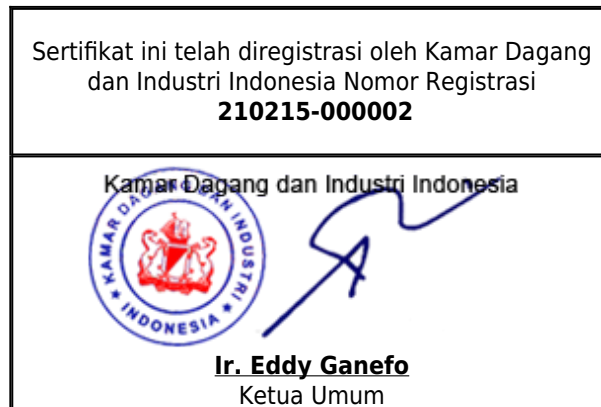 Sertifikat ini telah diregistrasi oleh Kamar Dagang
dan Industri Indonesia Nomor Registrasi
210215-000002
Kamar Dagang dan Industri Indonesia
KAMAR DAGANG DAN INDUSTRI
★ INDONESIA ★
Ir. Eddy Ganefo
Ketua Umum